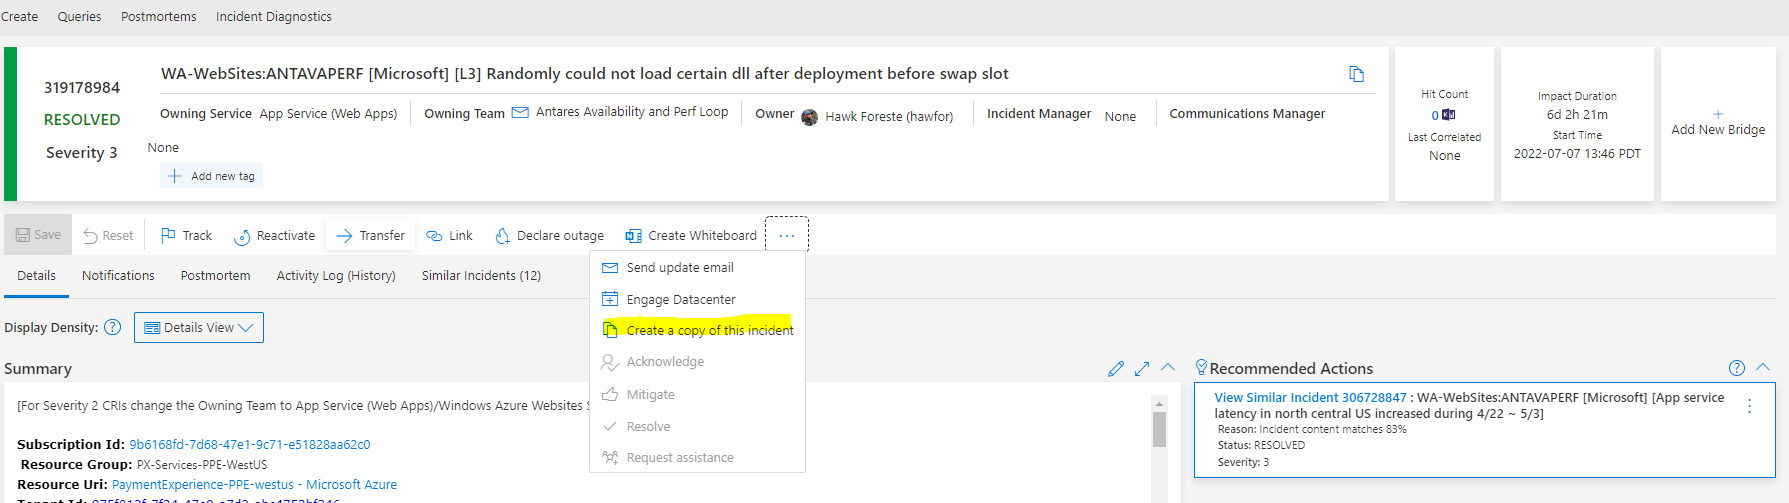 Create Queries Postmortems Incident Diagnostics
319178984
RESOLVED
Severity 3
WA-WebSites:ANTAVAPERF [Microsoft] [L3] Randomly could not load certain dll after deployment before swap slot
Owning Service App Service (Web Apps) Owning Team Antares Availability and Perf Loop Owner Hawk Foreste (hawfor) Incident Manager None Communications Manager
None
Add new tag
Hit Count
0
Last Correlated
None
Impact Duration
6d 2h 21m
Start Time
2022-07-07 13:46 PDT
Add New Bridge
Save Reset Track Reactivate Transfer Link Declare outage Create Whiteboard ...
Send update email
Engage Datacenter
Create a copy of this incident
Acknowledge
Mitigate
Resolve
Request assistance
Details Notifications Postmortem Activity Log (History) Similar Incidents (12)
Display Density: ? Details View
Summary
[For Severity 2 CRIs change the Owning Team to App Service (Web Apps)/Windows Azure Websites
Subscription Id: 9b6168fd-7d68-47e1-9c71-e51828aa62c0
Resource Group: PX-Services-PPE-WestUS
Resource Uri: PaymentExperience-PPE-westus - Microsoft Azure
Recommended Actions ?
View Similar Incident 306728847 : WA-WebSites:ANTAVAPERF [Microsoft] [App service
latency in north central US increased during 4/22 ~ 5/3]
Reason: Incident content matches 83%
Status: RESOLVED
Severity: 3